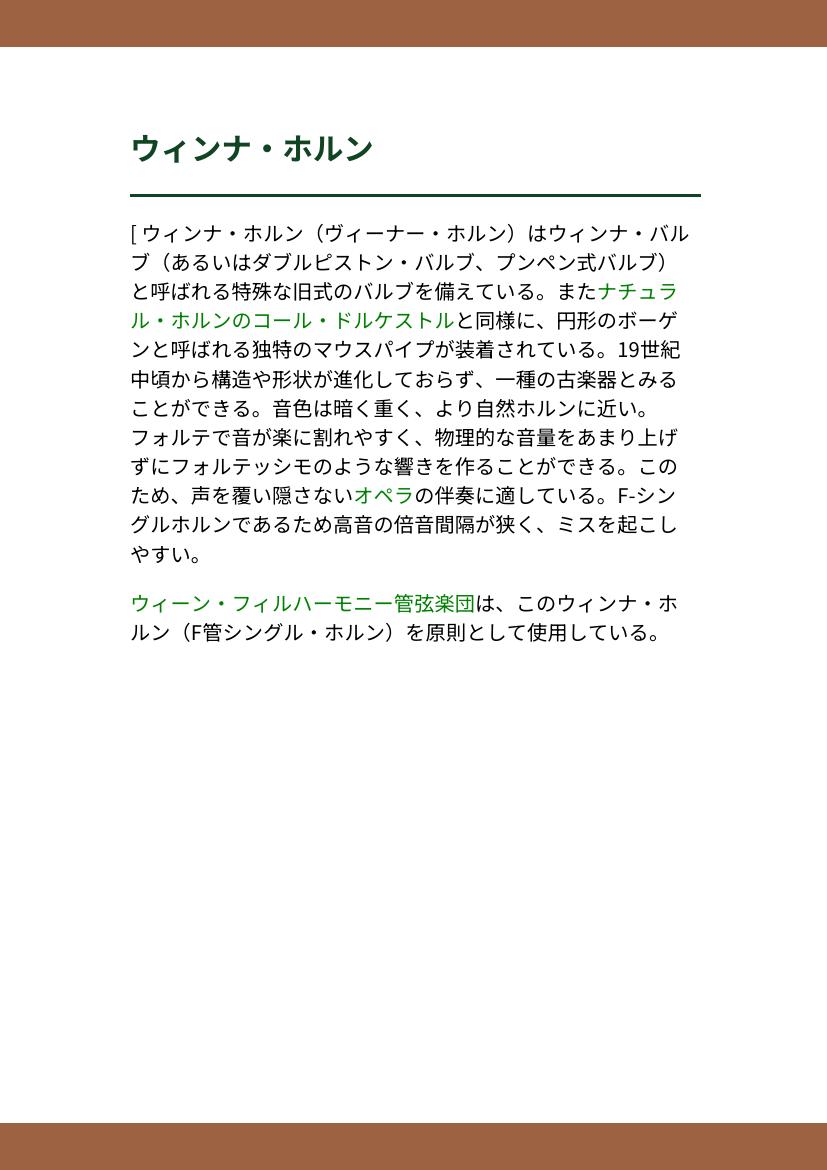 ウィンナ・ホルン
[ ウィンナ・ホルン（ヴィーナー・ホルン）はウィンナ・バル
ブ（あるいはダブルピストン・バルブ、プンペン式バルブ）
と呼ばれる特殊な旧式のバルブを備えている。またナチュラ
ル・ホルンのコール・ドルケストルと同様に、円形のボーゲ
ンと呼ばれる独特のマウスパイプが装着されている。19世紀
中頃から構造や形状が進化しておらず、一種の古楽器とみる
ことができる。音色は暗く重く、より自然ホルンに近い。
フォルテで音が楽に割れやすく、物理的な音量をあまり上げ
ずにフォルテッシモのような響きを作ることができる。この
ため、声を覆い隠さないオペラの伴奏に適している。F-シン
グルホルンであるため高音の倍音間隔が狭く、ミスを起こし
やすい。
ウィーン・フィルハーモニー管弦楽団は、このウィンナ・ホ
ルン（F管シングル・ホルン）を原則として使用している。